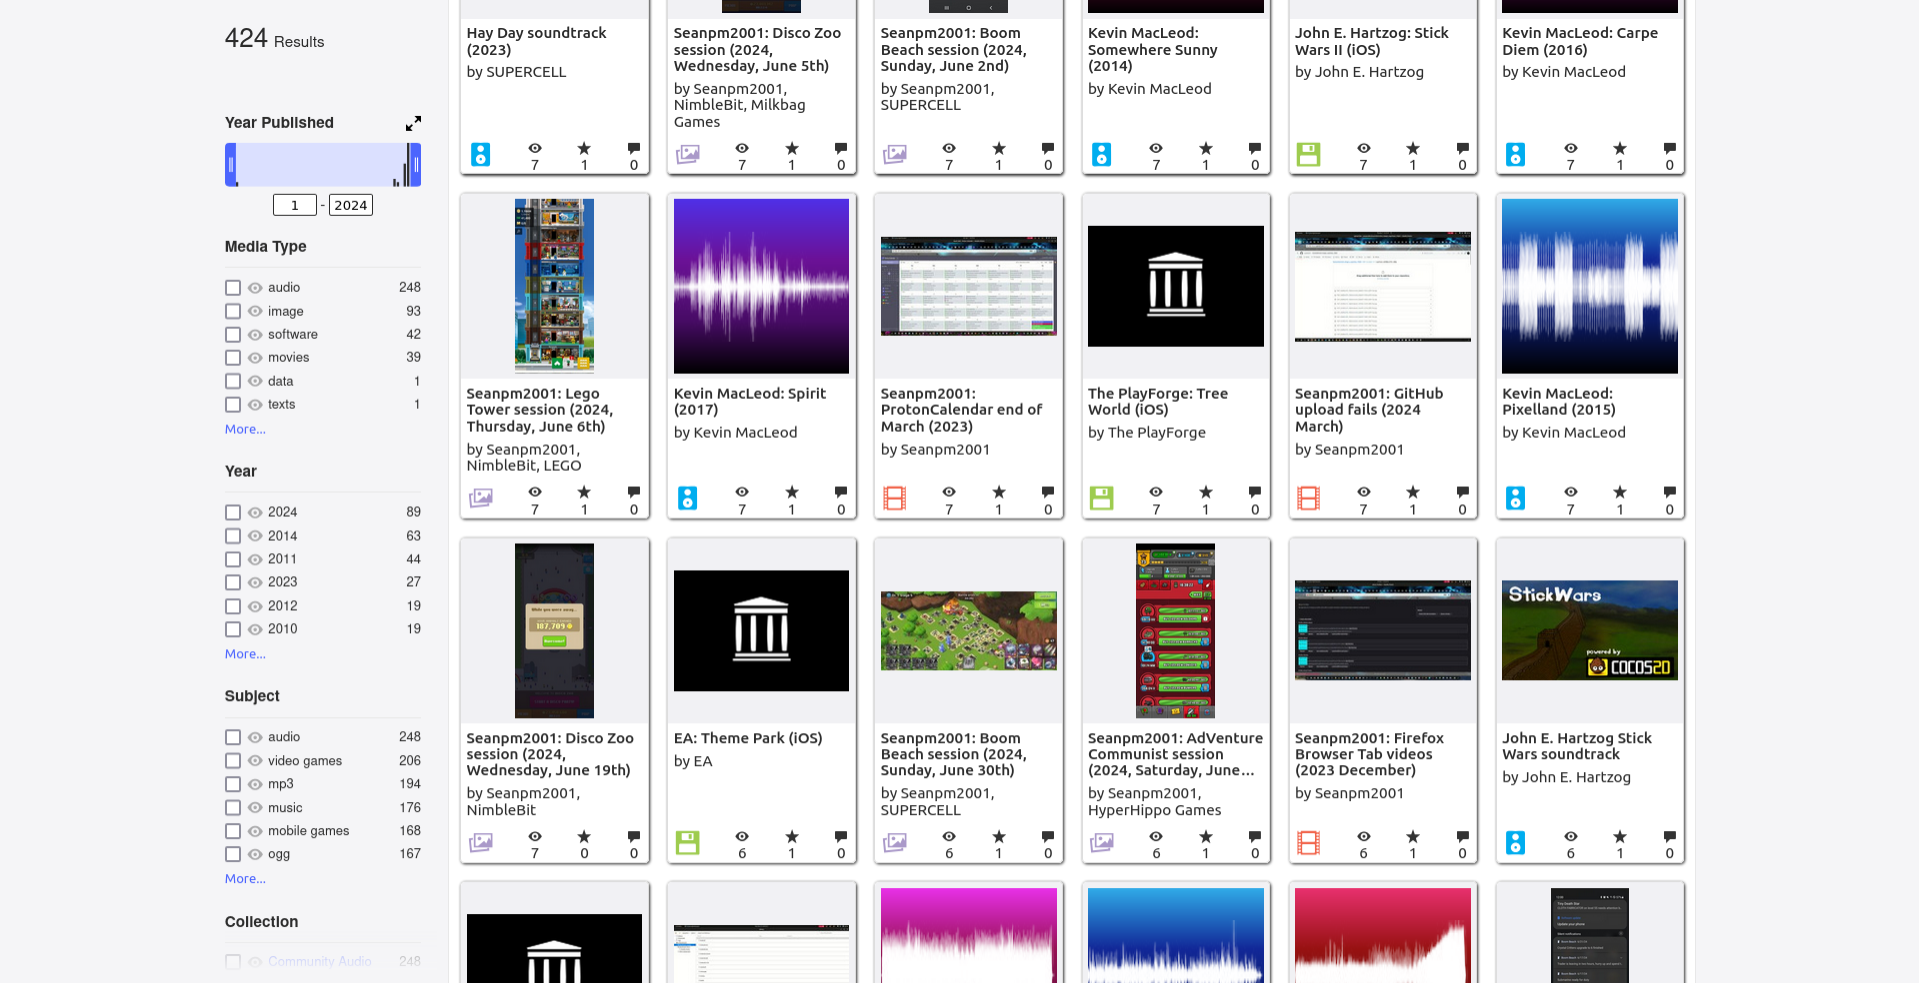 424 Results
Year Published
1 - 2024
Media Type
audio 248
image 93
software 42
movies 39
data 1
texts 1
More...
Year
2024 89
2014 63
2011 44
2023 27
2012 19
2010 19
More...
Subject
audio 248
video games 206
mp3 194
music 176
mobile games 168
ogg 167
More...
Collection
Community Audio 248
Hay Day soundtrack
(2023)
by SUPERCELL
7 1 0
Seanpm2001: Disco Zoo
session (2024,
Wednesday, June 5th)
by Seanpm2001,
NimbleBit, Milkbag
Games
7 1 0
Seanpm2001: Boom
Beach session (2024,
Sunday, June 2nd)
by Seanpm2001,
SUPERCELL
7 1 0
Kevin MacLeod:
Somewhere Sunny
(2014)
by Kevin MacLeod
7 1 0
John E. Hartzog: Stick
Wars II (iOS)
by John E. Hartzog
7 1 0
Kevin MacLeod: Carpe
Diem (2016)
by Kevin MacLeod
7 1 0
Seanpm2001: Lego
Tower session (2024,
Thursday, June 6th)
by Seanpm2001,
NimbleBit, LEGO
7 1 0
Kevin MacLeod: Spirit
(2017)
by Kevin MacLeod
7 1 0
Seanpm2001:
ProtonCalendar end of
March (2023)
by Seanpm2001
7 1 0
The PlayForge: Tree
World (iOS)
by The PlayForge
7 1 0
Seanpm2001: GitHub
upload fails (2024
March)
by Seanpm2001
7 1 0
Kevin MacLeod:
Pixelland (2015)
by Kevin MacLeod
7 1 0
While you were away...
187,709
Seanpm2001: Disco Zoo
session (2024,
Wednesday, June 19th)
by Seanpm2001,
NimbleBit
7 0 0
EA: Theme Park (iOS)
by EA
6 1 0
Seanpm2001: Boom
Beach session (2024,
Sunday, June 30th)
by Seanpm2001,
SUPERCELL
6 1 0
Seanpm2001: AdVenture
Communist session
(2024, Saturday, June...
by Seanpm2001,
HyperHippo Games
6 1 0
Seanpm2001: Firefox
Browser Tab videos
(2023 December)
by Seanpm2001
6 1 0
StickWars
powered by
COCOS2D
John E. Hartzog Stick
Wars soundtrack
by John E. Hartzog
6 1 0